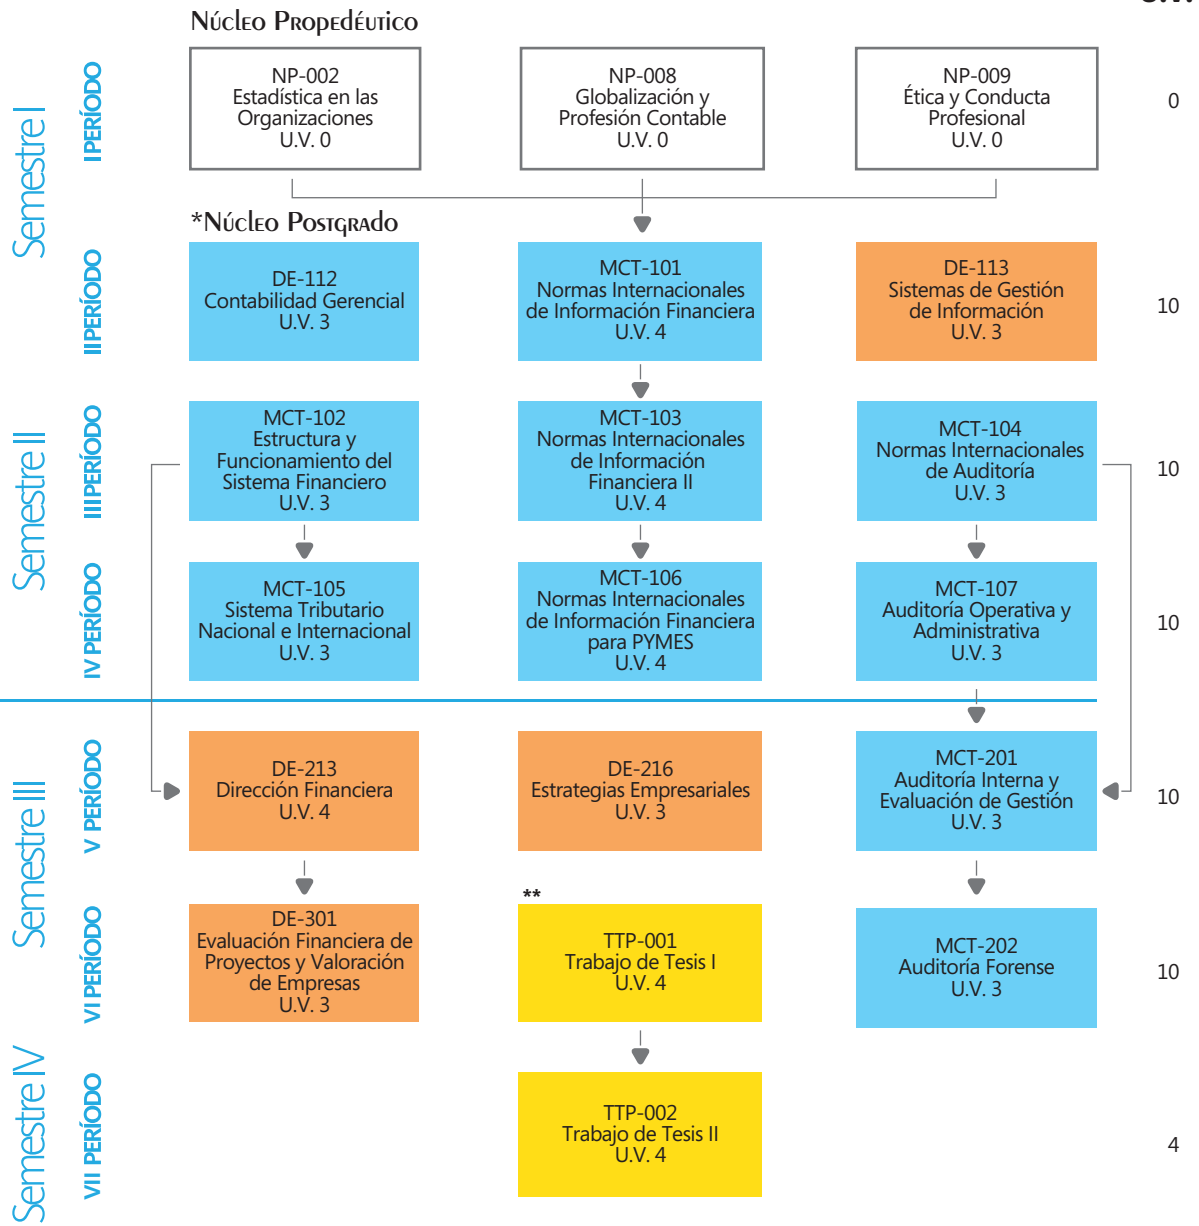 U.V.
Núcleo Propedéutico
Semestre I
I PERÍODO
NP-002
Estadística en las
Organizaciones
U.V. 0
NP-008
Globalización y
Profesión Contable
U.V. 0
NP-009
Ética y Conducta
Profesional
U.V. 0
0
*Núcleo Postgrado
II PERÍODO
DE-112
Contabilidad Gerencial
U.V. 3
MCT-101
Normas Internacionales
de Información Financiera
U.V. 4
DE-113
Sistemas de Gestión
de Información
U.V. 3
10
Semestre II
III PERÍODO
MCT-102
Estructura y
Funcionamiento del
Sistema Financiero
U.V. 3
MCT-103
Normas Internacionales
de Información
Financiera II
U.V. 4
MCT-104
Normas Internacionales
de Auditoría
U.V. 3
10
IV PERÍODO
MCT-105
Sistema Tributario
Nacional e Internacional
U.V. 3
MCT-106
Normas Internacionales
de Información Financiera
para PYMES
U.V. 4
MCT-107
Auditoría Operativa y
Administrativa
U.V. 3
10
Semestre III
V PERÍODO
DE-213
Dirección Financiera
U.V. 4
DE-216
Estrategias Empresariales
U.V. 3
MCT-201
Auditoría Interna y
Evaluación de Gestión
U.V. 3
10
VI PERÍODO
DE-301
Evaluación Financiera de
Proyectos y Valoración
de Empresas
U.V. 3
**
TTP-001
Trabajo de Tesis I
U.V. 4
MCT-202
Auditoría Forense
U.V. 3
10
Semestre IV
VII PERÍODO
TTP-002
Trabajo de Tesis II
U.V. 4
4